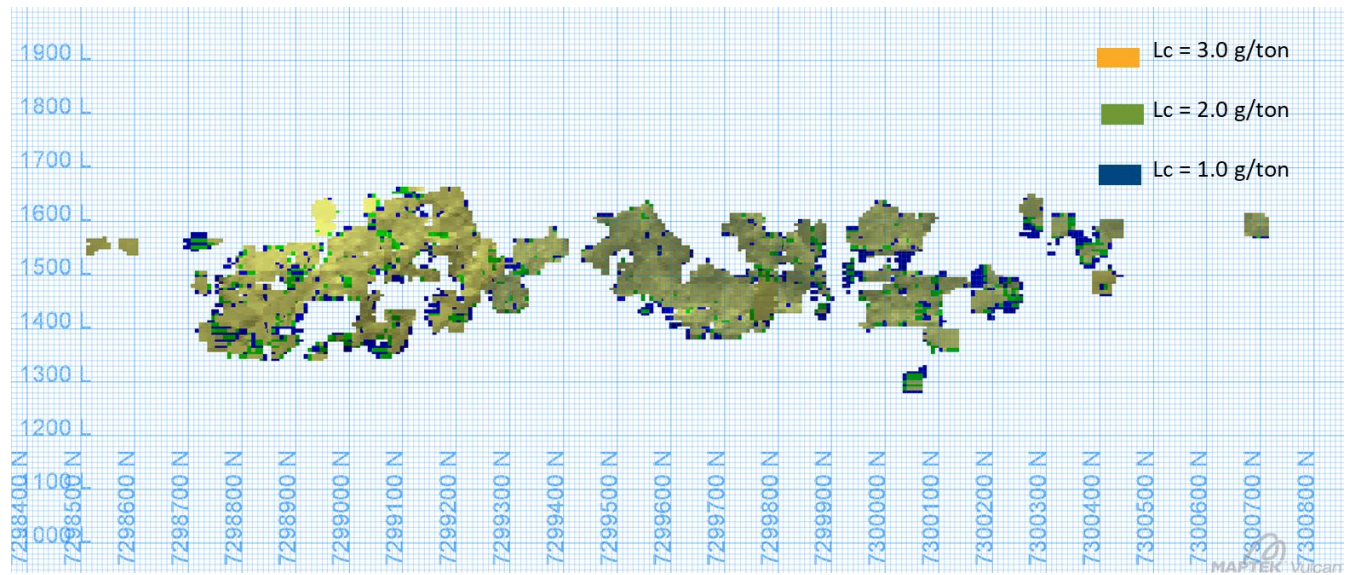 1900 L
Lc = 3.0 g/ton
1800 L
Lc = 2.0 g/ton
1700 L
Lc = 1.0 g/ton
1600 L
1500 L
1400 L
1300 L
1200 L
1100 L
1000 L
7298400 N
7298500 N
7298600 N
7298700 N
7298800 N
7298900 N
7299000 N
7299100 N
7299200 N
7299300 N
7299400 N
7299500 N
7299600 N
7299700 N
7299800 N
7299900 N
7300000 N
7300100 N
7300200 N
7300300 N
7300400 N
7300500 N
7300600 N
7300700 N
7300800 N
MAPTEK Vulcan